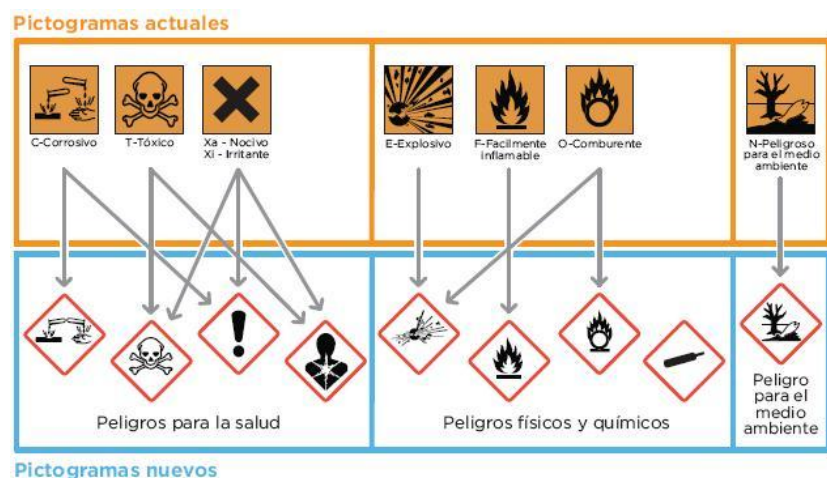 Pictogramas actuales
C-Corrosivo
T-Tóxico
Xa - Nocivo
Xi - Irritante
E-Explosivo
F-Facilmente
inflamable
O-Comburente
N-Peligroso
para el medio
ambiente
Peligros para la salud
Peligros físicos y químicos
Peligro
para el
medio
ambiente
Pictogramas nuevos